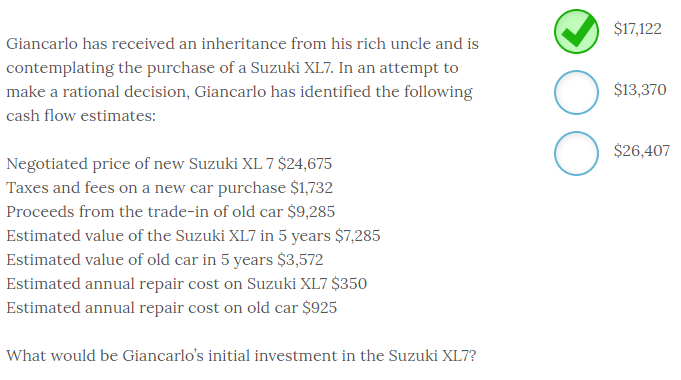 Giancarlo has received an inheritance from his rich uncle and is
contemplating the purchase of a Suzuki XL7. In an attempt to
make a rational decision, Giancarlo has identified the following
cash flow estimates:
Negotiated price of new Suzuki XL 7 $24,675
Taxes and fees on a new car purchase $1,732
Proceeds from the trade-in of old car $9,285
Estimated value of the Suzuki XL7 in 5 years $7,285
Estimated value of old car in 5 years $3,572
Estimated annual repair cost on Suzuki XL7 $350
Estimated annual repair cost on old car $925
What would be Giancarlo’s initial investment in the Suzuki XL7?
$17,122
$13,370
$26,407